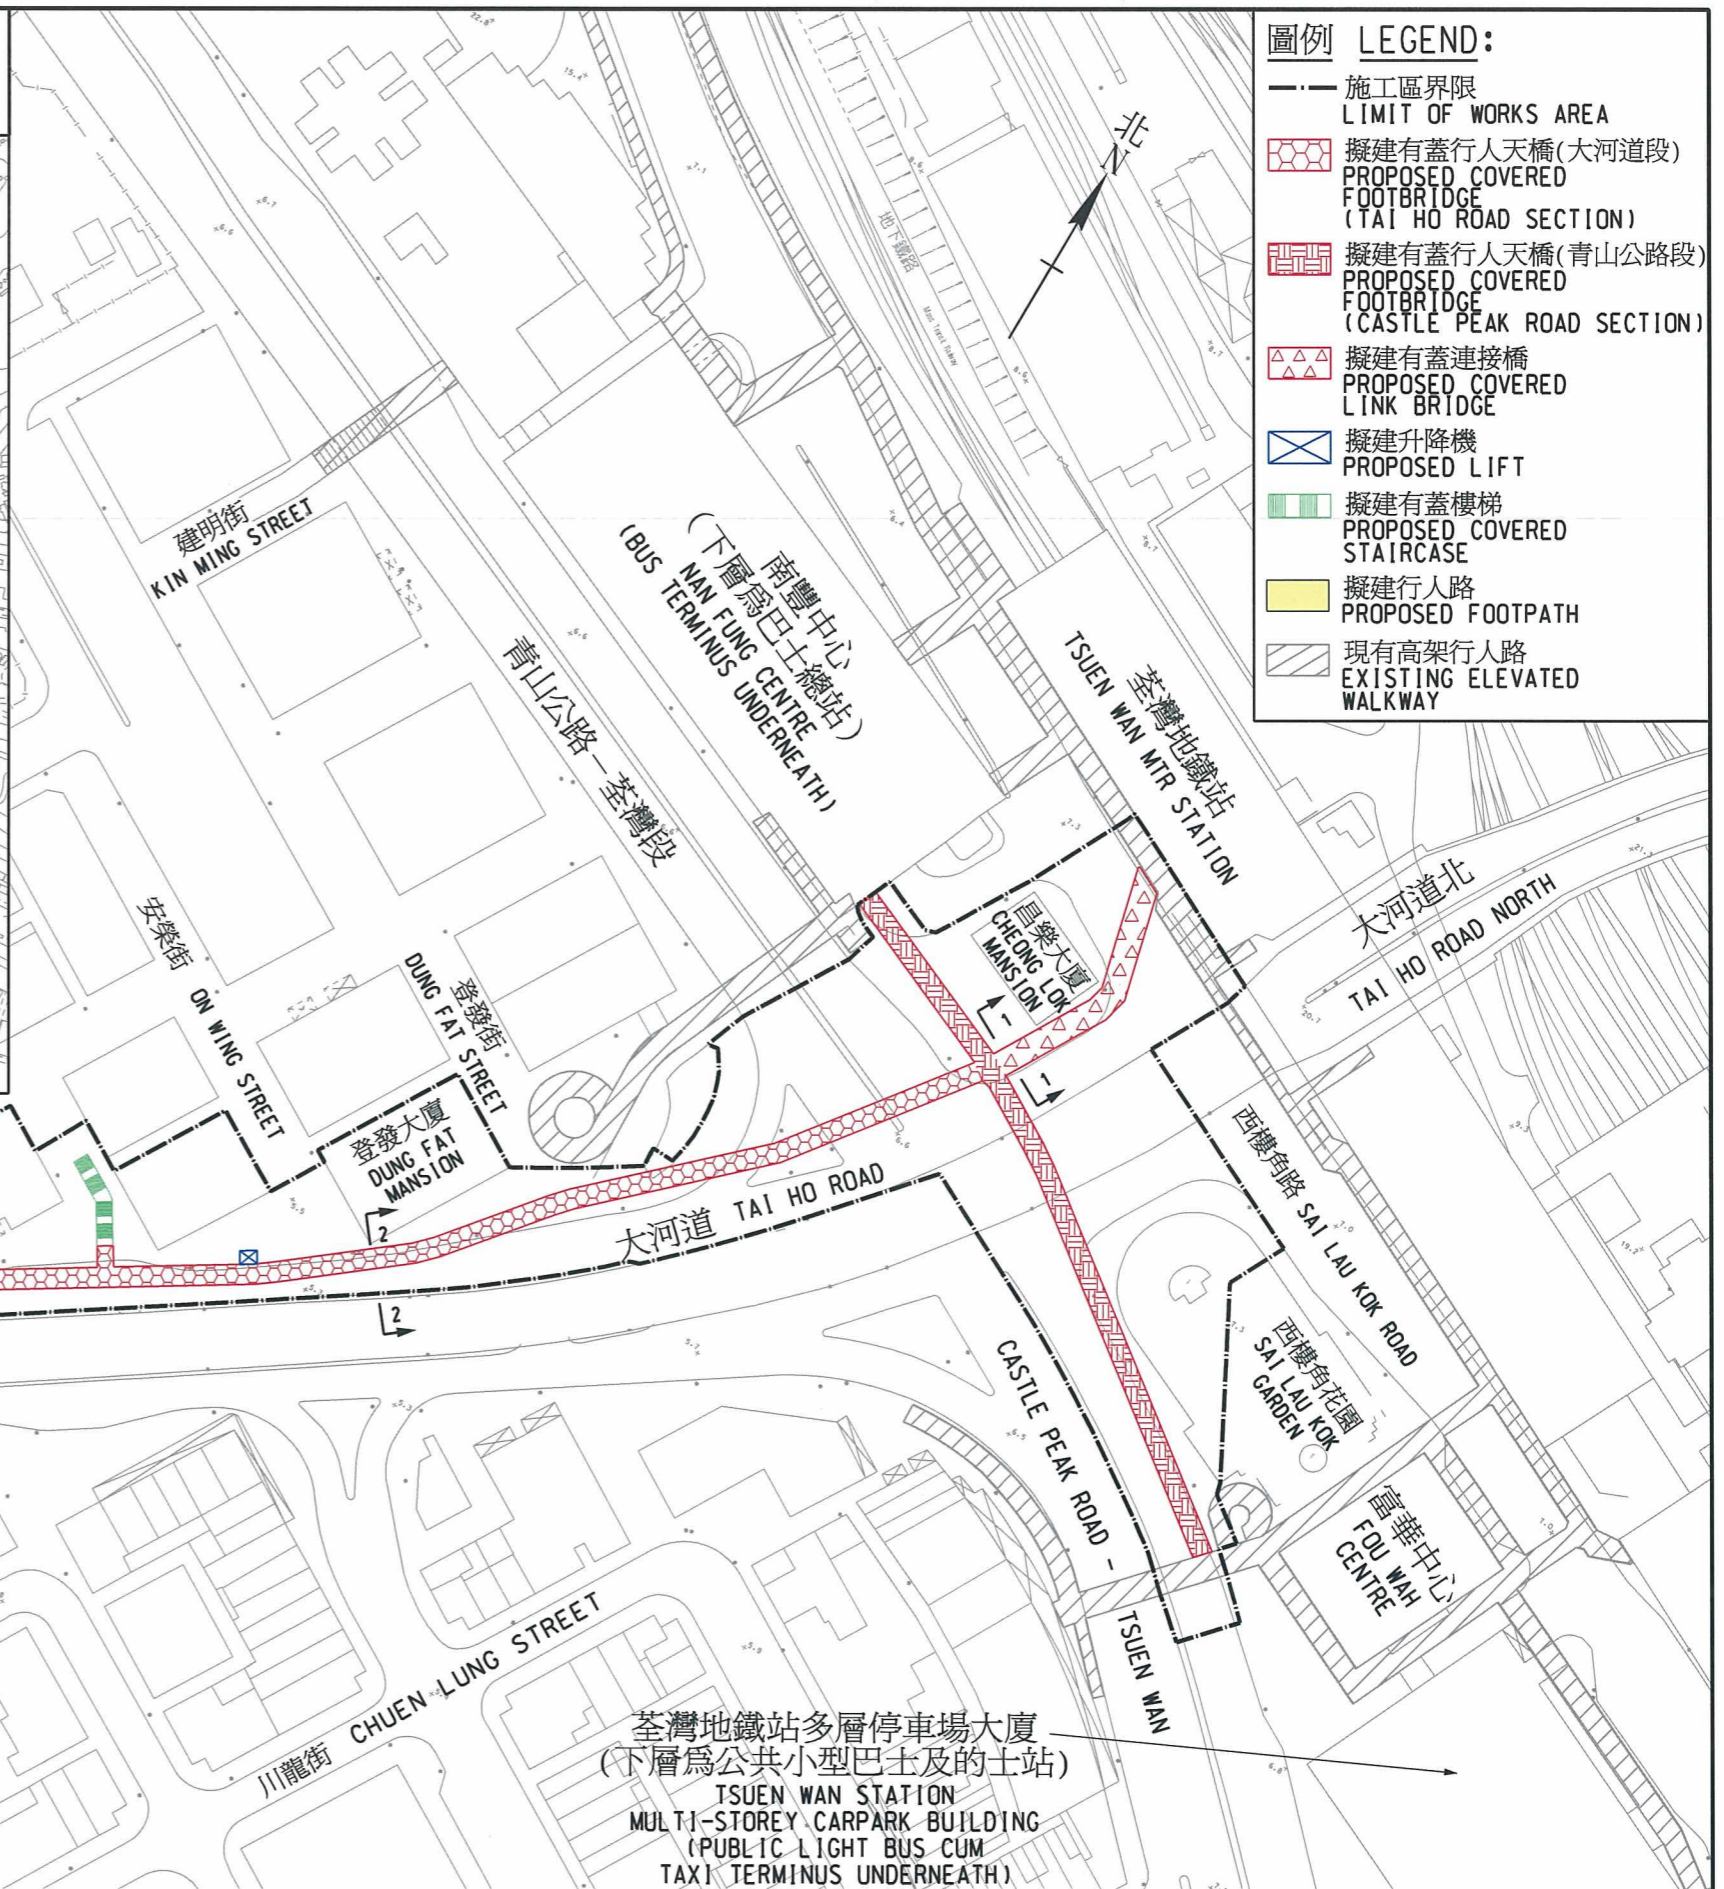 圖例 LEGEND:
施工區界限
LIMIT OF WORKS AREA
擬建有蓋行人天橋(大河道段)
PROPOSED COVERED
FOOTBRIDGE
(TAI HO ROAD SECTION)
擬建有蓋行人天橋(青山公路段)
PROPOSED COVERED
FOOTBRIDGE
(CASTLE PEAK ROAD SECTION)
擬建有蓋連接橋
PROPOSED COVERED
LINK BRIDGE
擬建升降機
PROPOSED LIFT
擬建有蓋樓梯
PROPOSED COVERED
STAIRCASE
擬建行人路
PROPOSED FOOTPATH
現有高架行人路
EXISTING ELEVATED
WALKWAY
北
N
地下鐵路
Mass Transit Railway
建明街
KIN MING STREET
南豐中心
(下層為巴士總站)
NAN FUNG CENTRE
(BUS TERMINUS UNDERNEATH)
青山公路－荃灣段
荃灣地鐵站
TSUEN WAN MTR STATION
安榮街
ON WING STREET
登發街
DUNG FAT STREET
昌樂大廈
CHEONG LOK
MANSION
大河道北
TAI HO ROAD NORTH
登發大廈
DUNG FAT
MANSION
1
1
2
2
大河道 TAI HO ROAD
西樓角路 SAI LAU KOK ROAD
西樓角花園
SAI LAU KOK
GARDEN
CASTLE PEAK ROAD -
TSUEN WAN
富華中心
FOU WAH
CENTRE
川龍街 CHUEN LUNG STREET
荃灣地鐵站多層停車場大廈
(下層為公共小型巴士及的士站)
TSUEN WAN STATION
MULTI-STOREY CARPARK BUILDING
(PUBLIC LIGHT BUS CUM
TAXI TERMINUS UNDERNEATH)